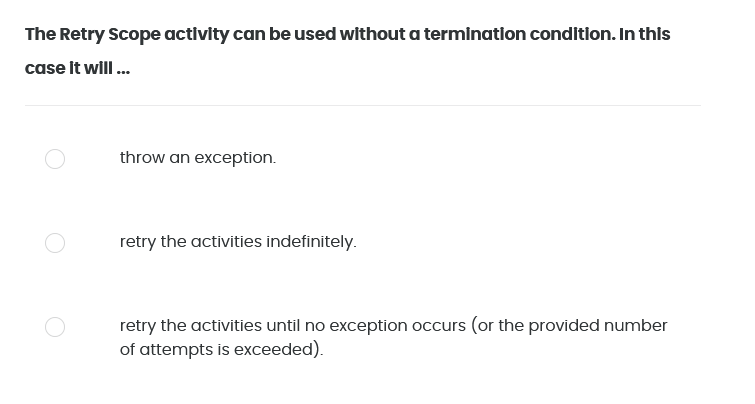 The Retry Scope activity can be used without a termination condition. In this
case it will ...
throw an exception.
retry the activities indefinitely.
retry the activities until no exception occurs (or the provided number
of attempts is exceeded).